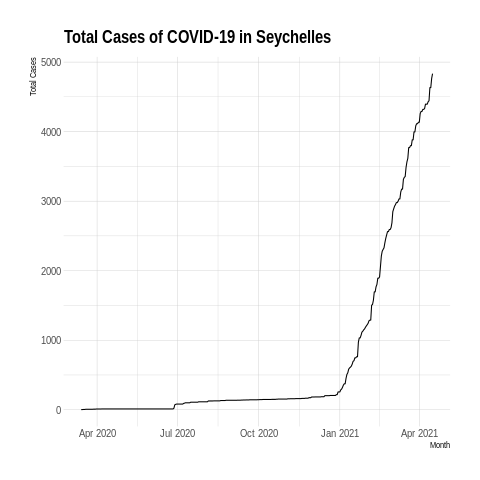 Total Cases of COVID-19 in Seychelles
Total Cases
5000
4000
3000
2000
1000
0
Apr 2020 Jul 2020 Oct 2020 Jan 2021 Apr 2021
Month